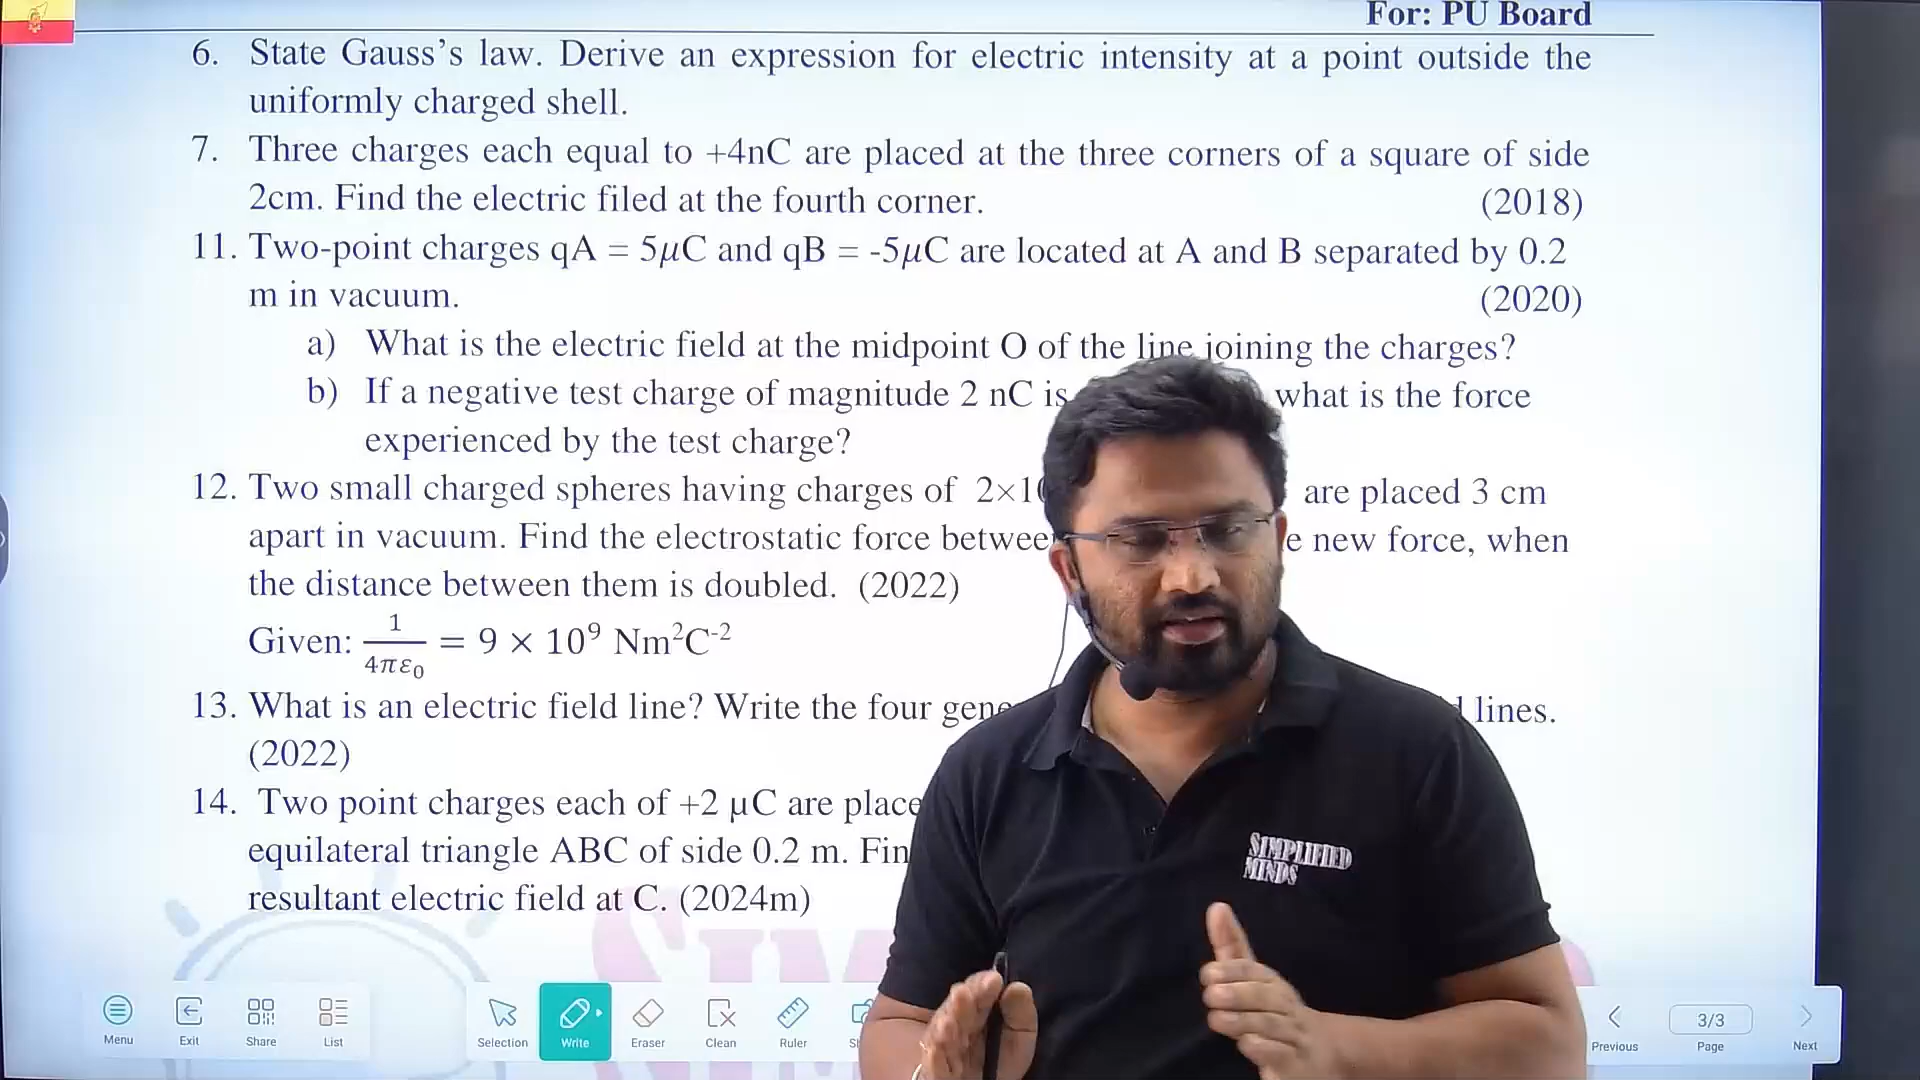 For: PU Board
6. State Gauss's law. Derive an expression for electric intensity at a point outside the
uniformly charged shell.
7. Three charges each equal to +4nC are placed at the three corners of a square of side
2cm. Find the electric filed at the fourth corner. (2018)
11. Two-point charges qA = 5μC and qB = -5μC are located at A and B separated by 0.2
m in vacuum. (2020)
a) What is the electric field at the midpoint O of the line joining the charges?
b) If a negative test charge of magnitude 2 nC is what is the force
experienced by the test charge?
12. Two small charged spheres having charges of 2×10 are placed 3 cm
apart in vacuum. Find the electrostatic force between new force, when
the distance between them is doubled. (2022)
Given: 1/4πε₀ = 9 × 10⁹ Nm²C⁻²
13. What is an electric field line? Write the four lines.
(2022)
14. Two point charges each of +2 μC are
equilateral triangle ABC of side 0.2 m.
resultant electric field at C. (2024m)
SIMPLIFIED
MINDS
Menu Exit Share List Selection Write Eraser Clean Ruler Previous 3/3 Page Next